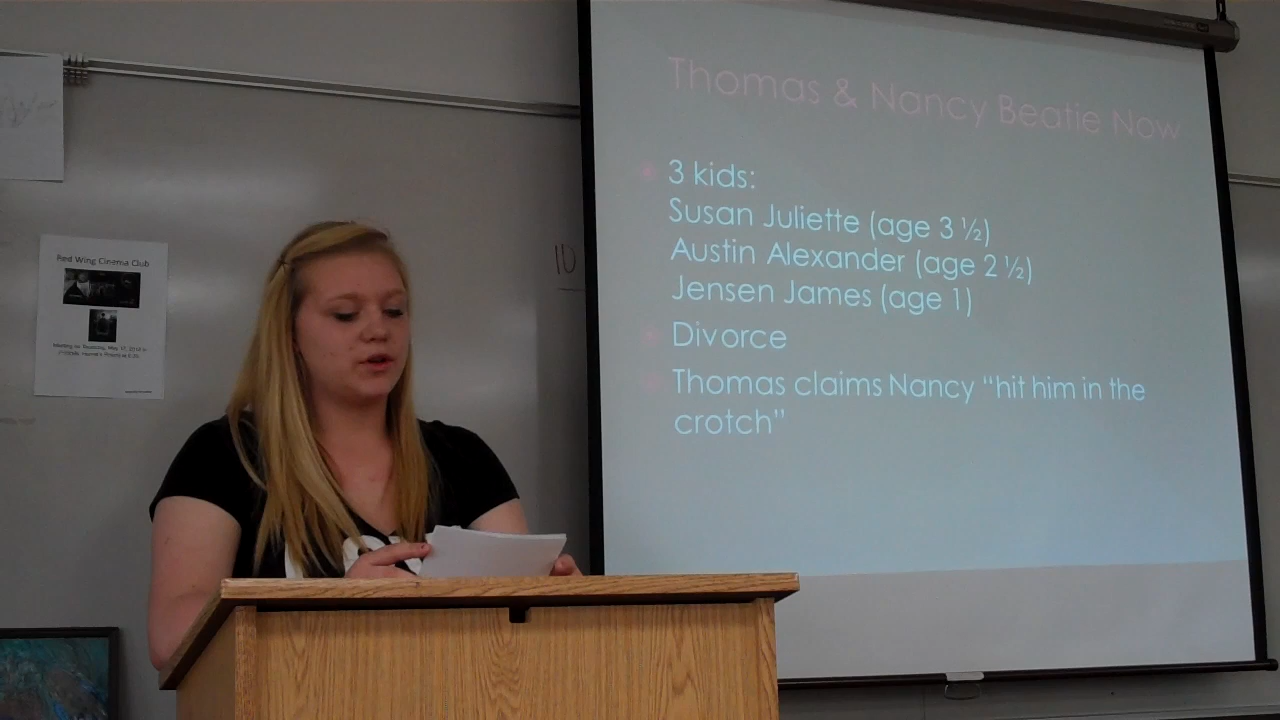 Thomas & Nancy Beatie Now
3 kids:
Susan Juliette (age 3 ½)
Austin Alexander (age 2 ½)
Jensen James (age 1)
Divorce
Thomas claims Nancy “hit him in the
crotch”
10
Red Wing Cinema Club